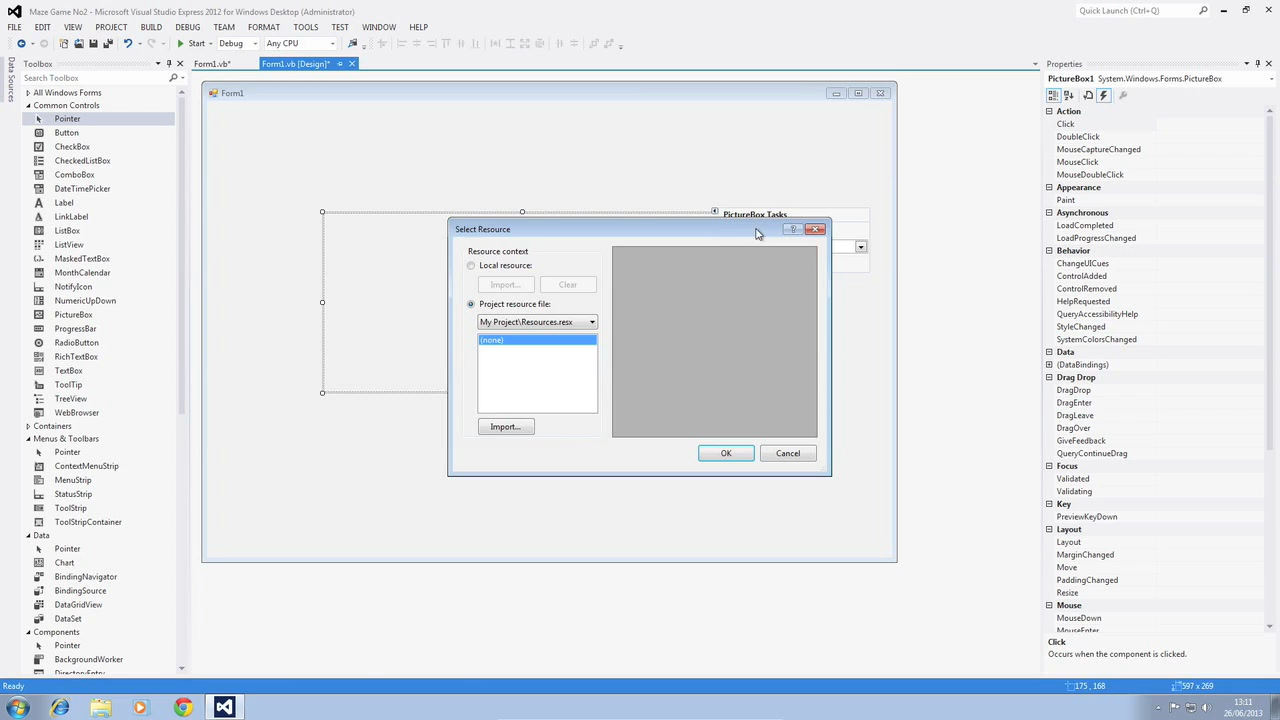 Maze Game No2 - Microsoft Visual Studio Express 2012 for Windows Desktop (Administrator)
Quick Launch (Ctrl+Q)
FILE EDIT VIEW PROJECT BUILD DEBUG TEAM FORMAT TOOLS TEST WINDOW HELP
Start Debug Any CPU
Data Sources
Toolbox
Search Toolbox
All Windows Forms
Common Controls
Pointer
Button
CheckBox
CheckedListBox
ComboBox
DateTimePicker
Label
LinkLabel
ListBox
ListView
MaskedTextBox
MonthCalendar
NotifyIcon
NumericUpDown
PictureBox
ProgressBar
RadioButton
RichTextBox
TextBox
ToolTip
TreeView
WebBrowser
Containers
Menus & Toolbars
Pointer
ContextMenuStrip
MenuStrip
StatusStrip
ToolStrip
ToolStripContainer
Data
Pointer
Chart
BindingNavigator
BindingSource
DataGridView
DataSet
Components
Pointer
BackgroundWorker
DirectoryEntry
Form1.vb* Form1.vb [Design]*
Form1
PictureBox Tasks
Select Resource
Resource context
Local resource:
Import... Clear
Project resource file:
My Project\Resources.resx
(none)
Import...
OK Cancel
Properties
PictureBox1 System.Windows.Forms.PictureBox
Action
Click
DoubleClick
MouseCaptureChanged
MouseClick
MouseDoubleClick
Appearance
Paint
Asynchronous
LoadCompleted
LoadProgressChanged
Behavior
ChangeUICues
ControlAdded
ControlRemoved
HelpRequested
QueryAccessibilityHelp
StyleChanged
SystemColorsChanged
Data
(DataBindings)
Drag Drop
DragDrop
DragEnter
DragLeave
DragOver
GiveFeedback
QueryContinueDrag
Focus
Validated
Validating
Key
PreviewKeyDown
Layout
Layout
MarginChanged
Move
PaddingChanged
Resize
Mouse
MouseDown
MouseEnter
Click
Occurs when the component is clicked.
Ready
175 , 168
597 x 269
13:11
26/06/2013